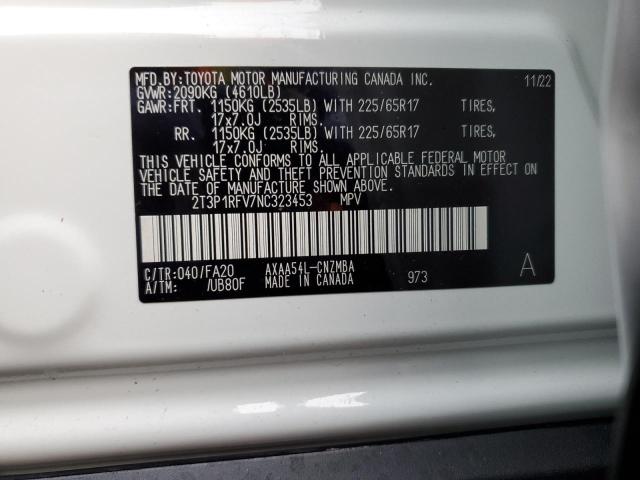 MFD. BY: TOYOTA MOTOR MANUFACTURING CANADA INC. 11/22
GVWR: 2090KG (4610LB)
GAWR: FRT. 1150KG (2535LB) WITH 225/65R17 TIRES,
17x7.0J RIMS.
RR. 1150KG (2535LB) WITH 225/65R17 TIRES,
17x7.0J RIMS.
THIS VEHICLE CONFORMS TO ALL APPLICABLE FEDERAL MOTOR
VEHICLE SAFETY AND THEFT PREVENTION STANDARDS IN EFFECT
ON THE DATE OF MANUFACTURE SHOWN ABOVE.
2T3P1RFV7NC323453 MPV
C/TR: 040/FA20 AXAA54L-CNZMBA
A/TM: /UB80F MADE IN CANADA 973 A